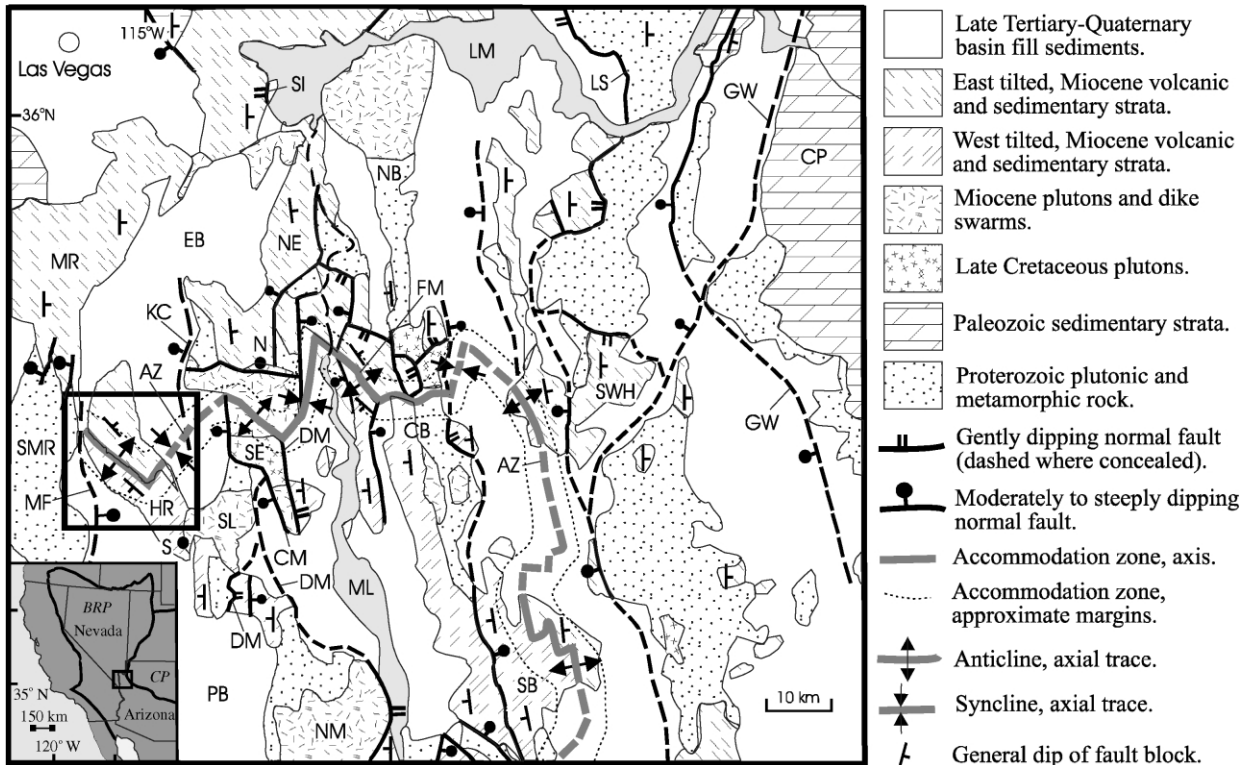 115°W
Las Vegas
36°N
SI
LM
LS
GW
CP
NB
EB
NE
MR
FM
KC
N
AZ
SWH
GW
DM
CB
SE
AZ
SMR
MF
HR
SL
S
CM
DM
ML
DM
PB
SB
NM
10 km
BRP
Nevada
CP
35° N
Arizona
150 km
120° W
Late Tertiary-Quaternary
basin fill sediments.
East tilted, Miocene volcanic
and sedimentary strata.
West tilted, Miocene volcanic
and sedimentary strata.
Miocene plutons and dike
swarms.
Late Cretaceous plutons.
Paleozoic sedimentary strata.
Proterozoic plutonic and
metamorphic rock.
Gently dipping normal fault
(dashed where concealed).
Moderately to steeply dipping
normal fault.
Accommodation zone, axis.
Accommodation zone,
approximate margins.
Anticline, axial trace.
Syncline, axial trace.
General dip of fault block.